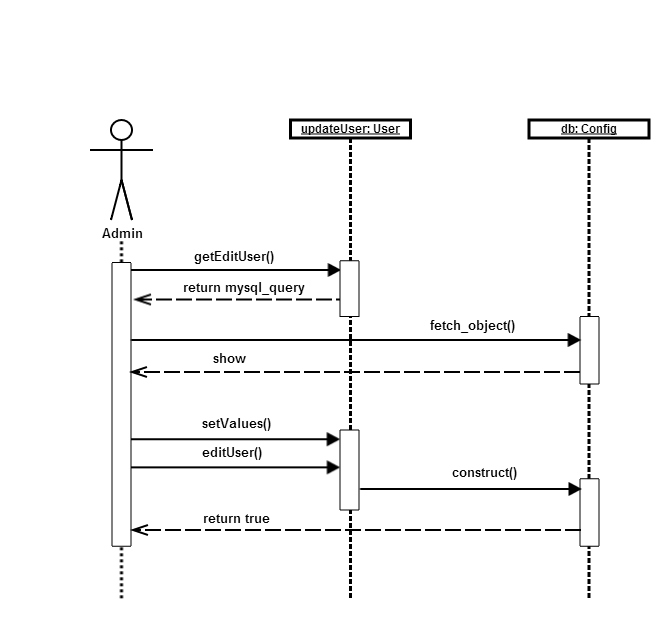 updateUser: User
db: Config
Admin
getEditUser()
return mysql_query
fetch_object()
show
setValues()
editUser()
construct()
return true